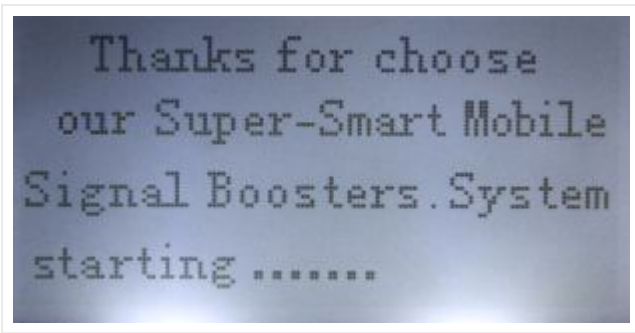 Thanks for choose
our Super-Smart Mobile
Signal Boosters.System
starting .......